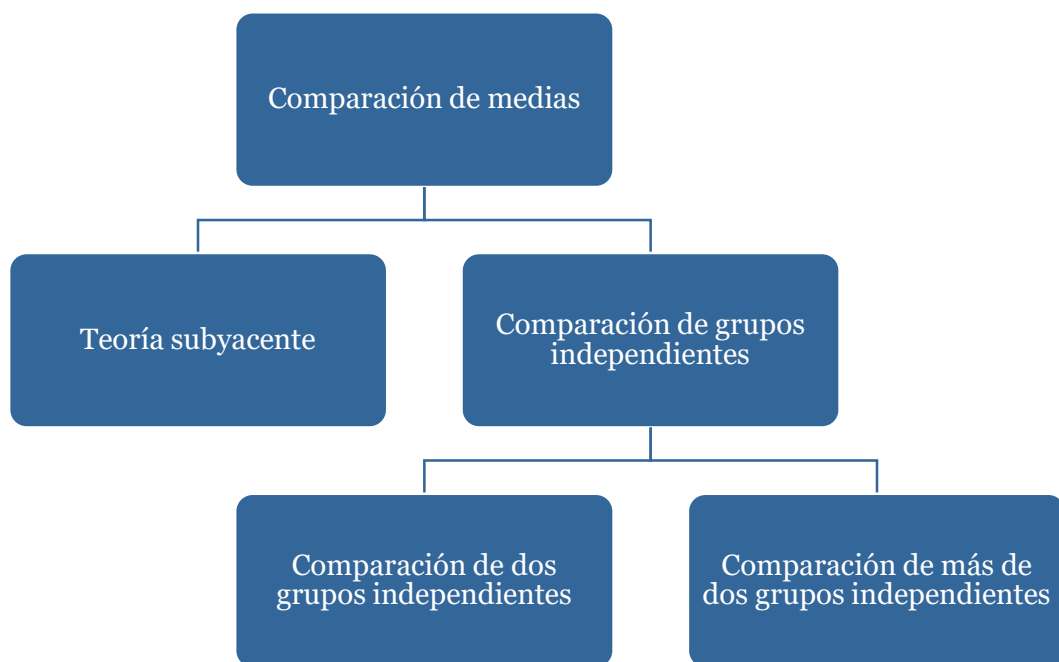 Comparación de medias
Teoría subyacente
Comparación de grupos
independientes
Comparación de dos
grupos independientes
Comparación de más de
dos grupos independientes